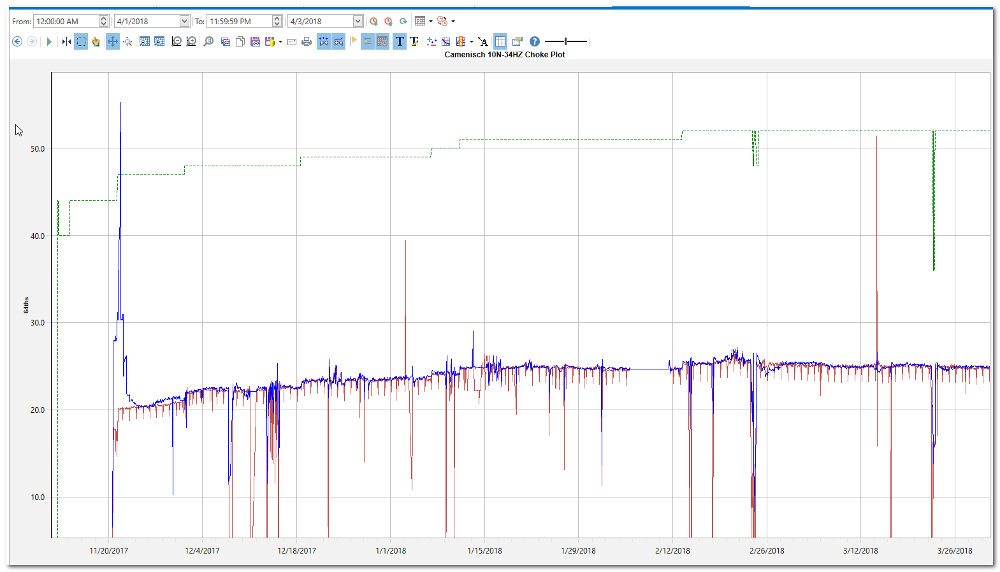 From: 12:00:00 AM 4/1/2018 To: 11:59:59 PM 4/3/2018
T T A ?
Camenisch 10N-34HZ Choke Plot
50.0
40.0
64ths
30.0
20.0
10.0
11/20/2017 12/4/2017 12/18/2017 1/1/2018 1/15/2018 1/29/2018 2/12/2018 2/26/2018 3/12/2018 3/26/2018